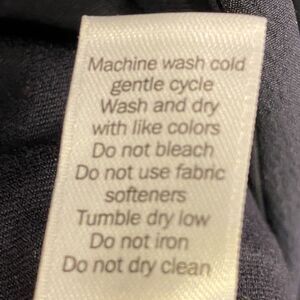 Machine wash cold
gentle cycle
Wash and dry
with like colors
Do not bleach
Do not use fabric
softeners
Tumble dry low
Do not iron
Do not dry clean